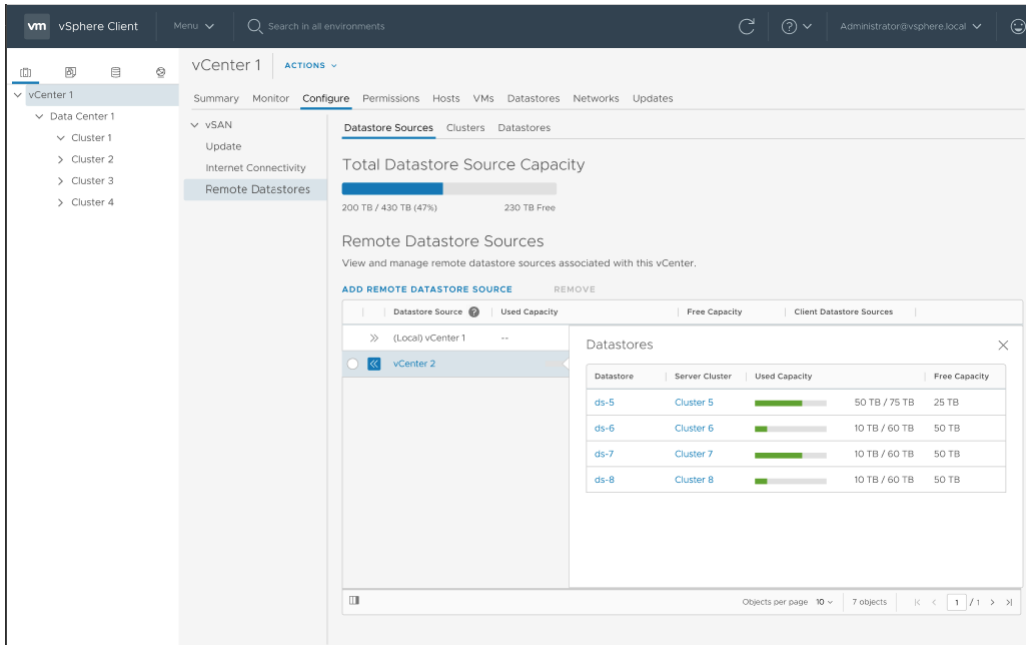 vm vSphere Client Menu Search in all environments Administrator@vsphere.local
vCenter 1 ACTIONS
Summary Monitor Configure Permissions Hosts VMs Datastores Networks Updates
vCenter 1
Data Center 1
Cluster 1
Cluster 2
Cluster 3
Cluster 4
vSAN
Update
Internet Connectivity
Remote Datastores
Datastore Sources Clusters Datastores
Total Datastore Source Capacity
200 TB / 430 TB (47%) 230 TB Free
Remote Datastore Sources
View and manage remote datastore sources associated with this vCenter.
ADD REMOTE DATASTORE SOURCE REMOVE
Datastore Source ? Used Capacity Free Capacity Client Datastore Sources
(Local) vCenter 1 --
vCenter 2
Datastores
Datastore Server Cluster Used Capacity Free Capacity
ds-5 Cluster 5 50 TB / 75 TB 25 TB
ds-6 Cluster 6 10 TB / 60 TB 50 TB
ds-7 Cluster 7 10 TB / 60 TB 50 TB
ds-8 Cluster 8 10 TB / 60 TB 50 TB
Objects per page 10 7 objects 1 / 1